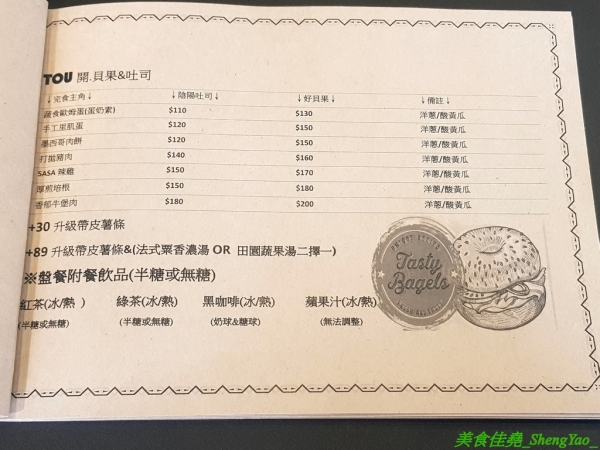 TOU 開.貝果&吐司
↓完食主角↓ ↓陰陽吐司↓ ↓好貝果↓ ↓備註↓
蔬食歐姆蛋(蛋奶素) $110 $130 洋蔥/酸黃瓜
手工里肌蛋 $120 $150 洋蔥/酸黃瓜
墨西哥肉餅 $120 $150 洋蔥/酸黃瓜
打拋豬肉 $140 $160 洋蔥/酸黃瓜
SASA 辣雞 $150 $170 洋蔥/酸黃瓜
厚煎培根 $150 $180 洋蔥/酸黃瓜
香郁牛堡肉 $180 $200 洋蔥/酸黃瓜
+30 升級帶皮薯條
+89 升級帶皮薯條&(法式粟香濃湯 OR 田園蔬果湯二擇一)
※盤餐附餐飲品(半糖或無糖)
紅茶(冰/熱 ) 綠茶(冰/熱) 黑咖啡(冰/熱) 蘋果汁(冰/熱)
(半糖或無糖) (半糖或無糖) (奶球&糖球) (無法調整)
Tasty
Bagels
美食佳堯_ShengYao_